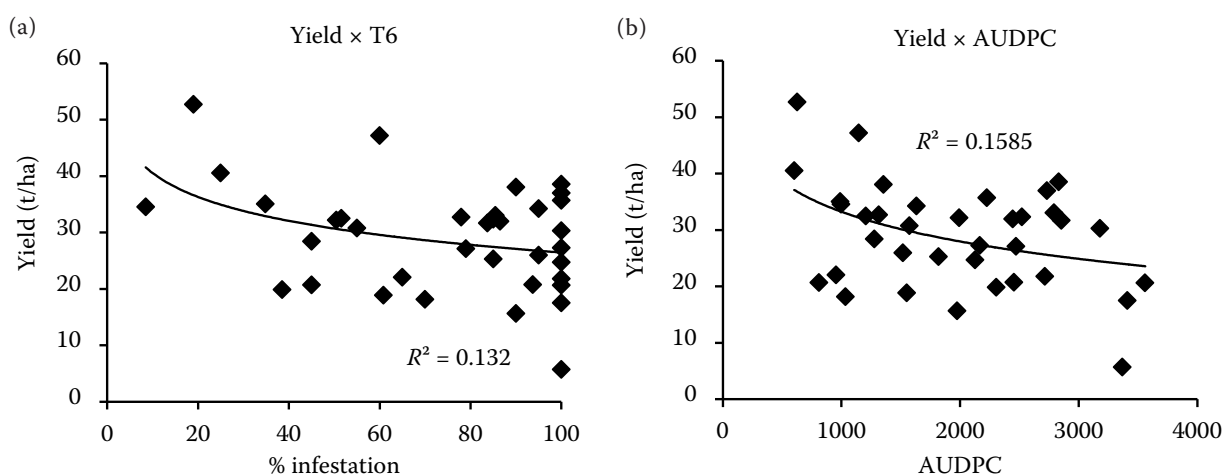 (a)
Yield × T6
60
50
40
30
20
10
0
Yield (t/ha)
R² = 0.132
0 20 40 60 80 100
% infestation
(b)
Yield × AUDPC
60
50
40
30
20
10
0
Yield (t/ha)
R² = 0.1585
0 1000 2000 3000 4000
AUDPC